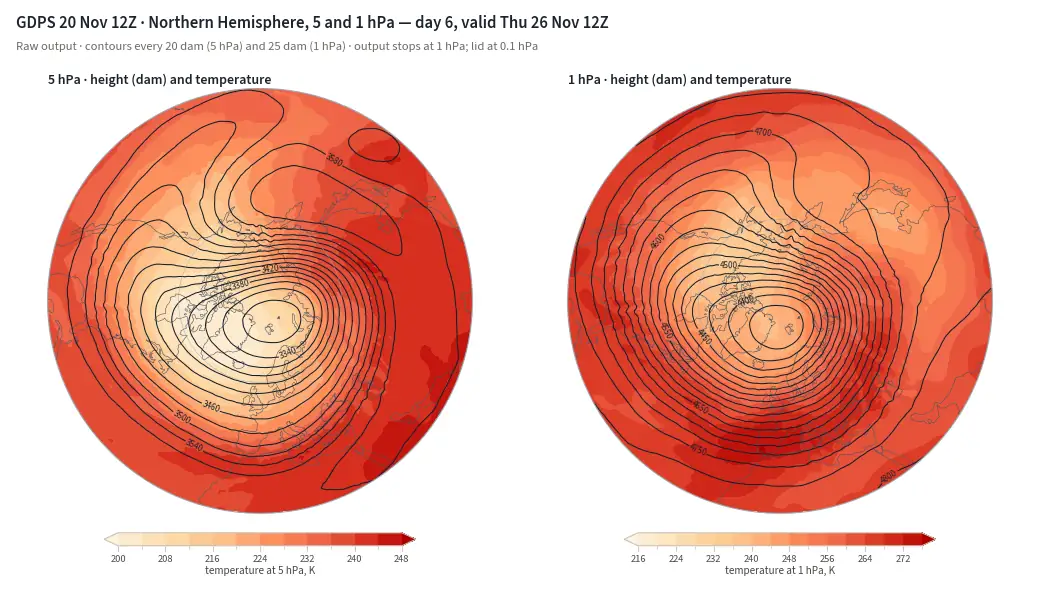 GDPS 20 Nov 12Z · Northern Hemisphere, 5 and 1 hPa — day 6, valid Thu 26 Nov 12Z
Raw output · contours every 20 dam (5 hPa) and 25 dam (1 hPa) · output stops at 1 hPa; lid at 0.1 hPa
5 hPa · height (dam) and temperature
1 hPa · height (dam) and temperature
3580
3420
3380
3340
3460
3500
3540
4700
4600
4500
4550
4450
4650
4750
4800
200 208 216 224 232 240 248
temperature at 5 hPa, K
216 224 232 240 248 256 264 272
temperature at 1 hPa, K